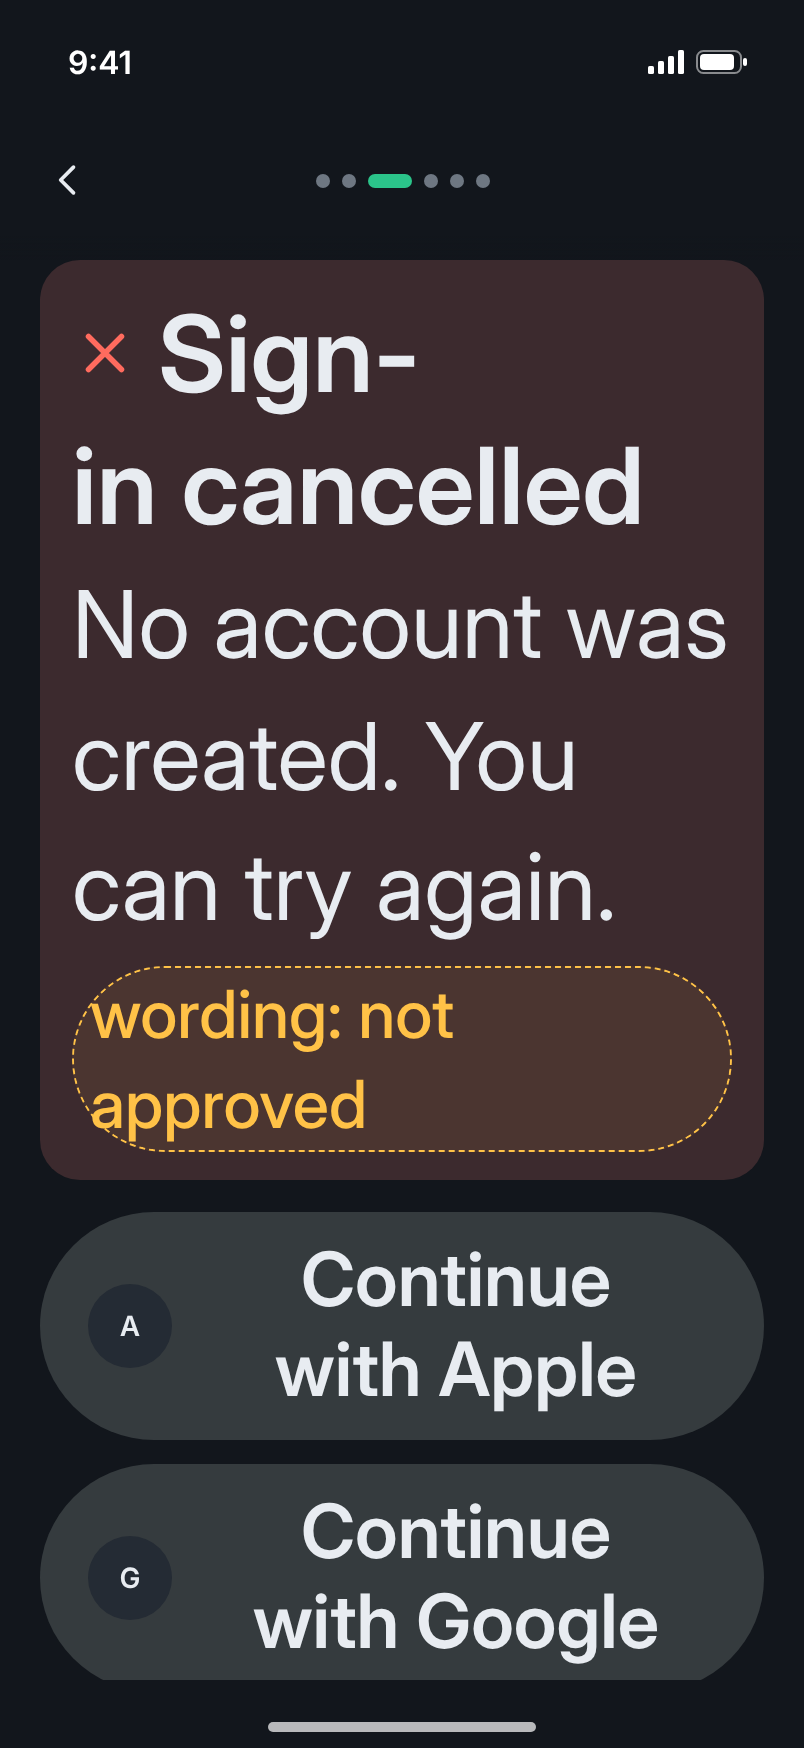 9:41
Sign-
in cancelled
No account was
created. You
can try again.
wording: not
approved
A
Continue
with Apple
G
Continue
with Google